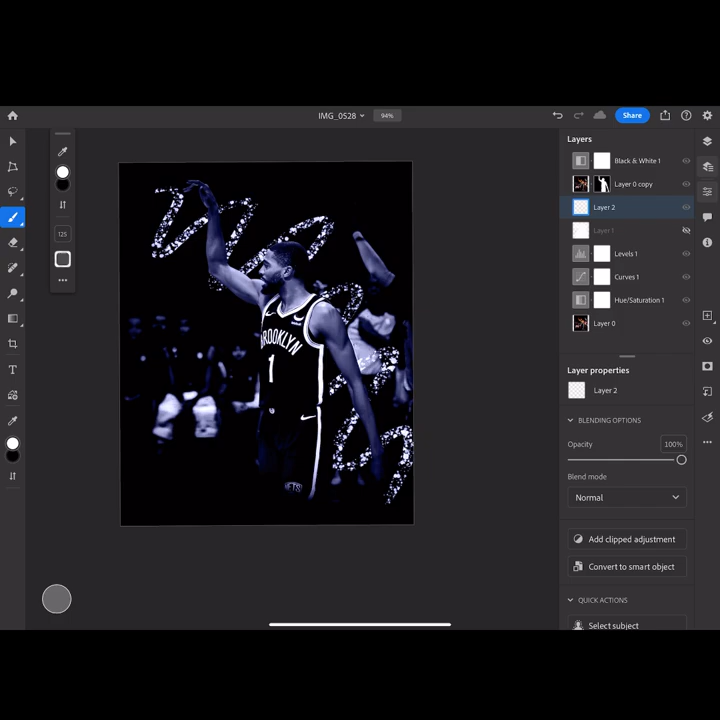 IMG_0528
94%
Share
Layers
Black & White 1
Layer 0 copy
Layer 2
Layer 1
Levels 1
Curves 1
Hue/Saturation 1
Layer 0
125
T
BROOKLYN
1
NETS
Layer properties
Layer 2
BLENDING OPTIONS
Opacity
100%
Blend mode
Normal
Add clipped adjustment
Convert to smart object
QUICK ACTIONS
Select subject